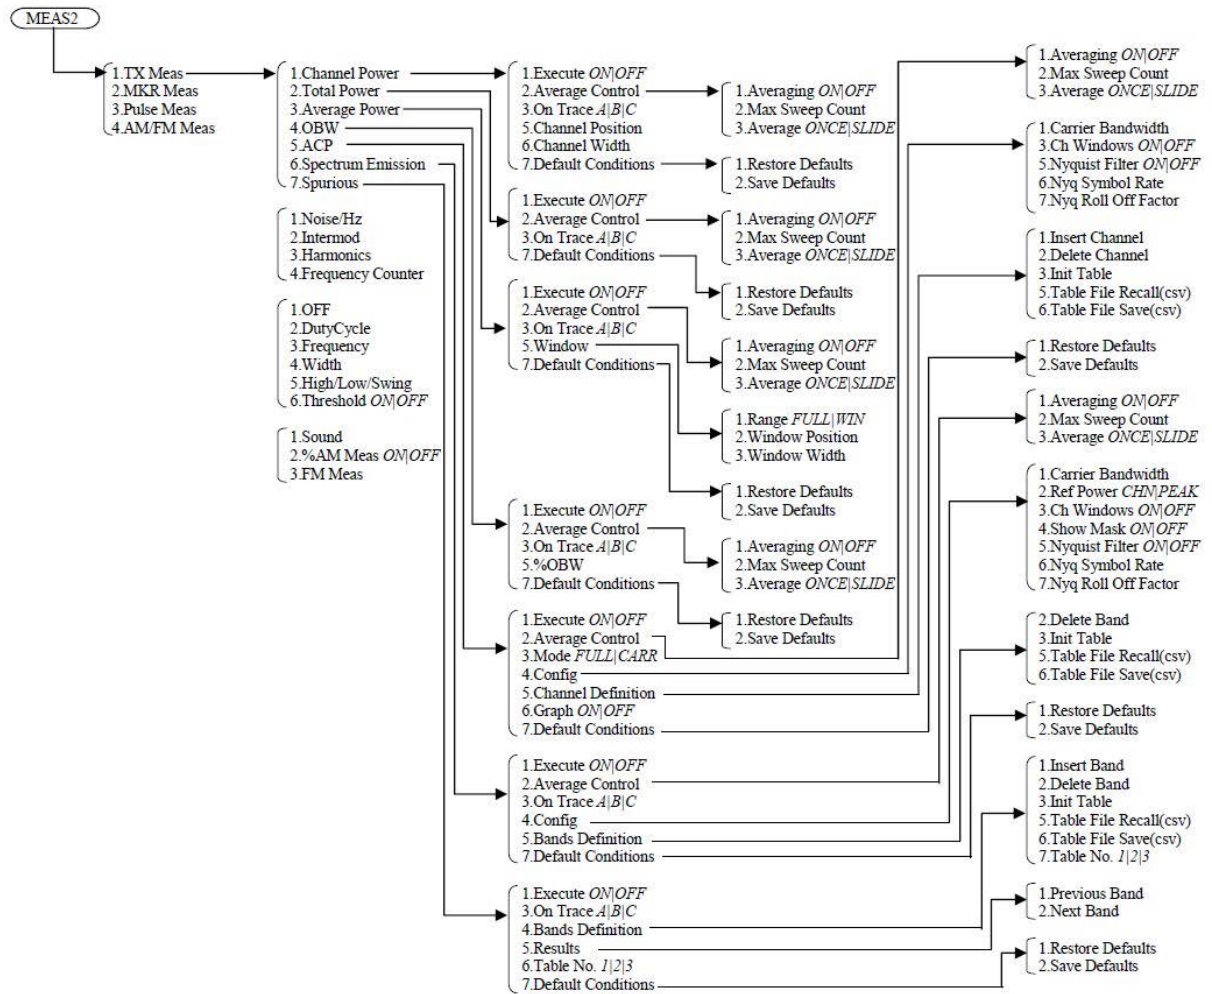 MEAS2
1.TX Meas
2.MKR Meas
3.Pulse Meas
4.AM/FM Meas
1.Channel Power
2.Total Power
3.Average Power
4.OBW
5.ACP
6.Spectrum Emission
7.Spurious
1.Noise/Hz
2.Intermod
3.Harmonics
4.Frequency Counter
1.OFF
2.DutyCycle
3.Frequency
4.Width
5.High/Low/Swing
6.Threshold ON|OFF
1.Sound
2.%AM Meas ON|OFF
3.FM Meas
1.Execute ON|OFF
2.Average Control
3.On Trace A|B|C
5.Channel Position
6.Channel Width
7.Default Conditions
1.Execute ON|OFF
2.Average Control
3.On Trace A|B|C
7.Default Conditions
1.Execute ON|OFF
2.Average Control
3.On Trace A|B|C
5.Window
7.Default Conditions
1.Execute ON|OFF
2.Average Control
3.On Trace A|B|C
5.%OBW
7.Default Conditions
1.Execute ON|OFF
2.Average Control
3.Mode FULL|CARR
4.Config
5.Channel Definition
6.Graph ON|OFF
7.Default Conditions
1.Execute ON|OFF
2.Average Control
3.On Trace A|B|C
4.Config
5.Bands Definition
7.Default Conditions
1.Execute ON|OFF
3.On Trace A|B|C
4.Bands Definition
5.Results
6.Table No. 1|2|3
7.Default Conditions
1.Averaging ON|OFF
2.Max Sweep Count
3.Average ONCE|SLIDE
1.Restore Defaults
2.Save Defaults
1.Averaging ON|OFF
2.Max Sweep Count
3.Average ONCE|SLIDE
1.Restore Defaults
2.Save Defaults
1.Averaging ON|OFF
2.Max Sweep Count
3.Average ONCE|SLIDE
1.Range FULL|WIN
2.Window Position
3.Window Width
1.Restore Defaults
2.Save Defaults
1.Averaging ON|OFF
2.Max Sweep Count
3.Average ONCE|SLIDE
1.Restore Defaults
2.Save Defaults
1.Averaging ON|OFF
2.Max Sweep Count
3.Average ONCE|SLIDE
1.Carrier Bandwidth
3.Ch Windows ON|OFF
5.Nyquist Filter ON|OFF
6.Nyq Symbol Rate
7.Nyq Roll Off Factor
1.Insert Channel
2.Delete Channel
3.Init Table
5.Table File Recall(csv)
6.Table File Save(csv)
1.Restore Defaults
2.Save Defaults
1.Averaging ON|OFF
2.Max Sweep Count
3.Average ONCE|SLIDE
1.Carrier Bandwidth
2.Ref Power CHN|PEAK
3.Ch Windows ON|OFF
4.Show Mask ON|OFF
5.Nyquist Filter ON|OFF
6.Nyq Symbol Rate
7.Nyq Roll Off Factor
2.Delete Band
3.Init Table
5.Table File Recall(csv)
6.Table File Save(csv)
1.Restore Defaults
2.Save Defaults
1.Insert Band
2.Delete Band
3.Init Table
5.Table File Recall(csv)
6.Table File Save(csv)
7.Table No. 1|2|3
1.Previous Band
2.Next Band
1.Restore Defaults
2.Save Defaults